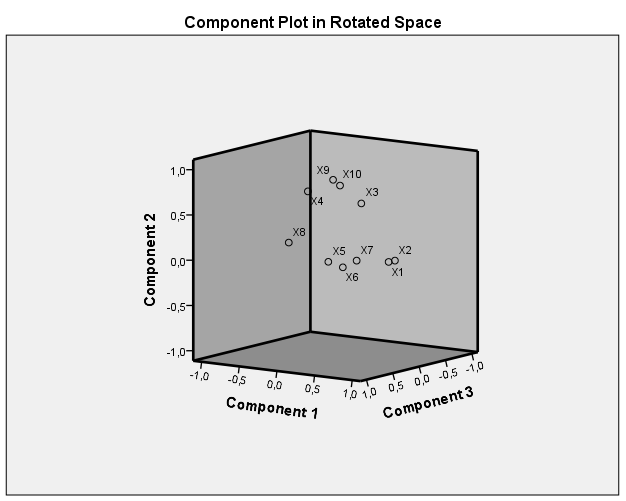 Component Plot in Rotated Space
1,0
0,5
0,0
-0,5
-1,0
Component 2
X9
X10
X3
X4
X8
X5
X7
X2
X6
X1
-1,0
-0,5
0,0
0,5
1,0
Component 1
1,0
0,5
0,0
-0,5
-1,0
Component 3